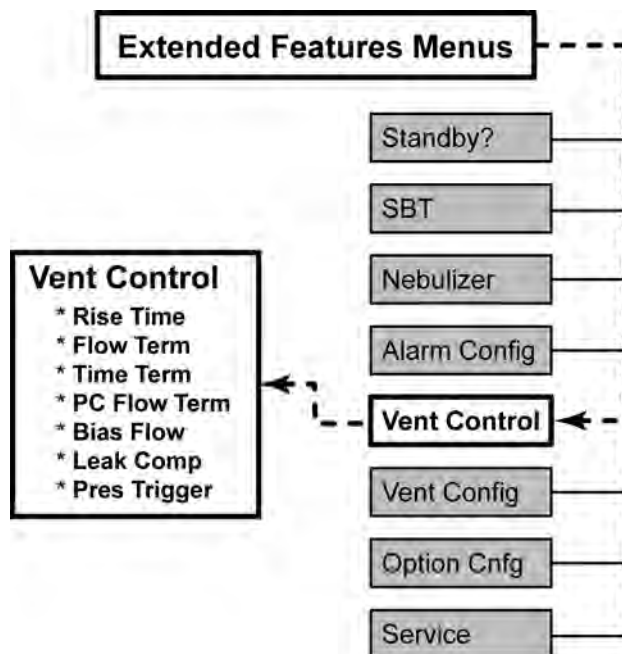 Extended Features Menus
Standby?
SBT
Nebulizer
Alarm Config
Vent Control
Vent Config
Option Cnfg
Service
Vent Control
* Rise Time
* Flow Term
* Time Term
* PC Flow Term
* Bias Flow
* Leak Comp
* Pres Trigger